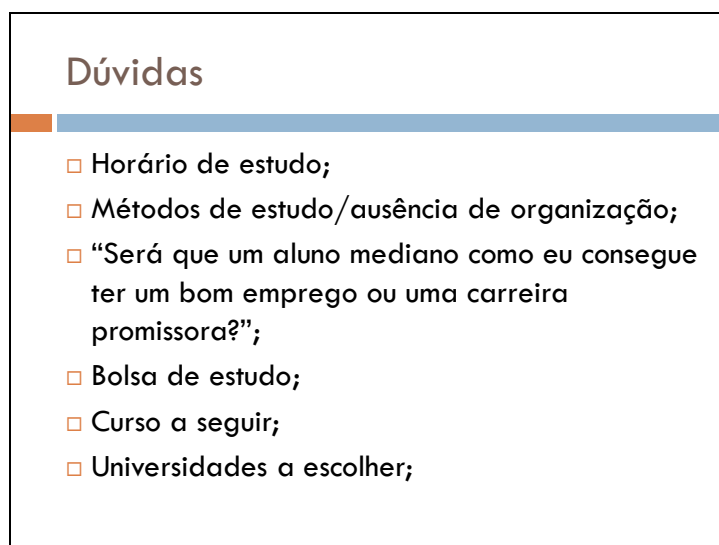 Dúvidas
Horário de estudo;
Métodos de estudo/ausência de organização;
“Será que um aluno mediano como eu consegue
ter um bom emprego ou uma carreira
promissora?”;
Bolsa de estudo;
Curso a seguir;
Universidades a escolher;